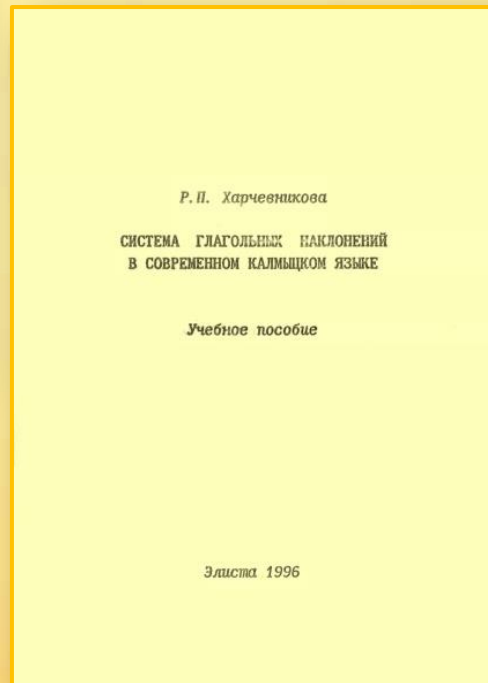 Р.П. Харчевникова
СИСТЕМА ГЛАГОЛЬНЫХ НАКЛОНЕНИЙ
В СОВРЕМЕННОМ КАЛМЫЦКОМ ЯЗЫКЕ
Учебное пособие
Элиста 1996